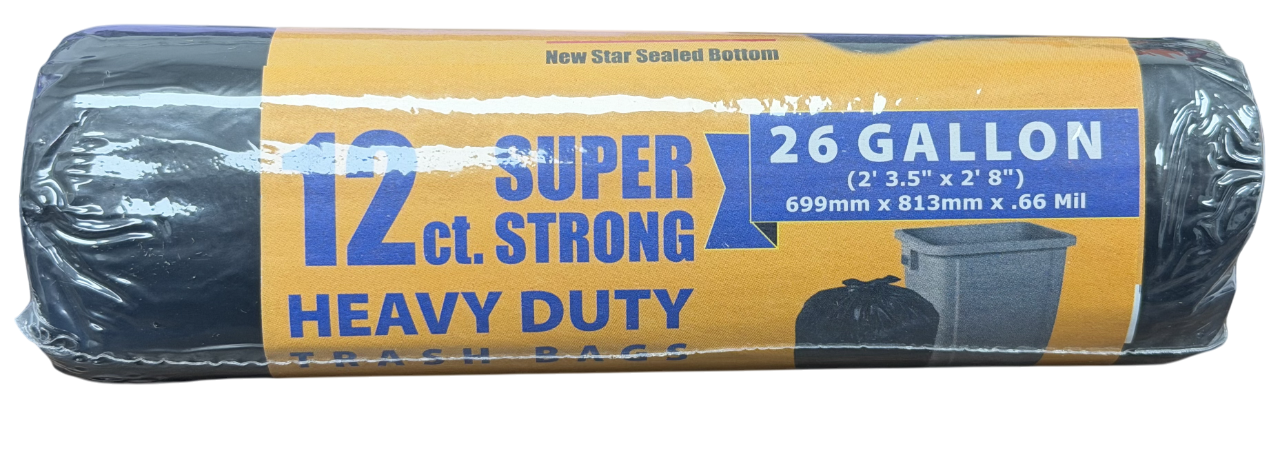 New Star Sealed Bottom
12 ct.
SUPER
STRONG
HEAVY DUTY
TRASH BAGS
26 GALLON
(2' 3.5" x 2' 8")
699mm x 813mm x .66 Mil